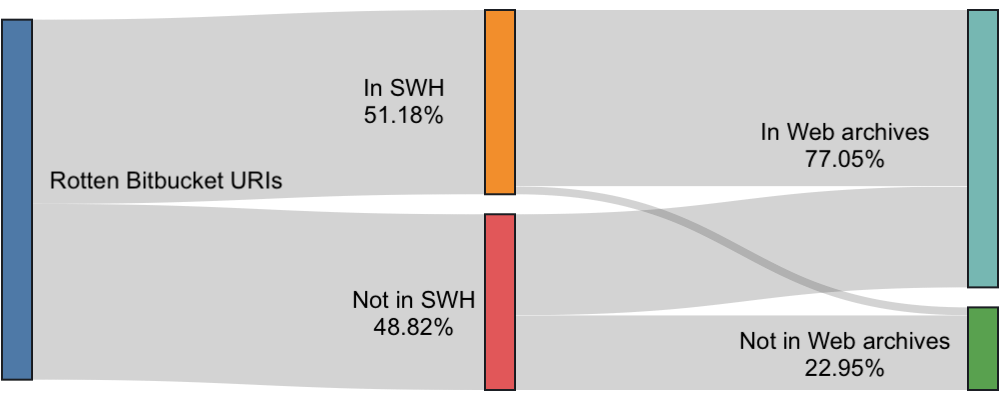 Rotten Bitbucket URIs
In SWH
51.18%
Not in SWH
48.82%
In Web archives
77.05%
Not in Web archives
22.95%